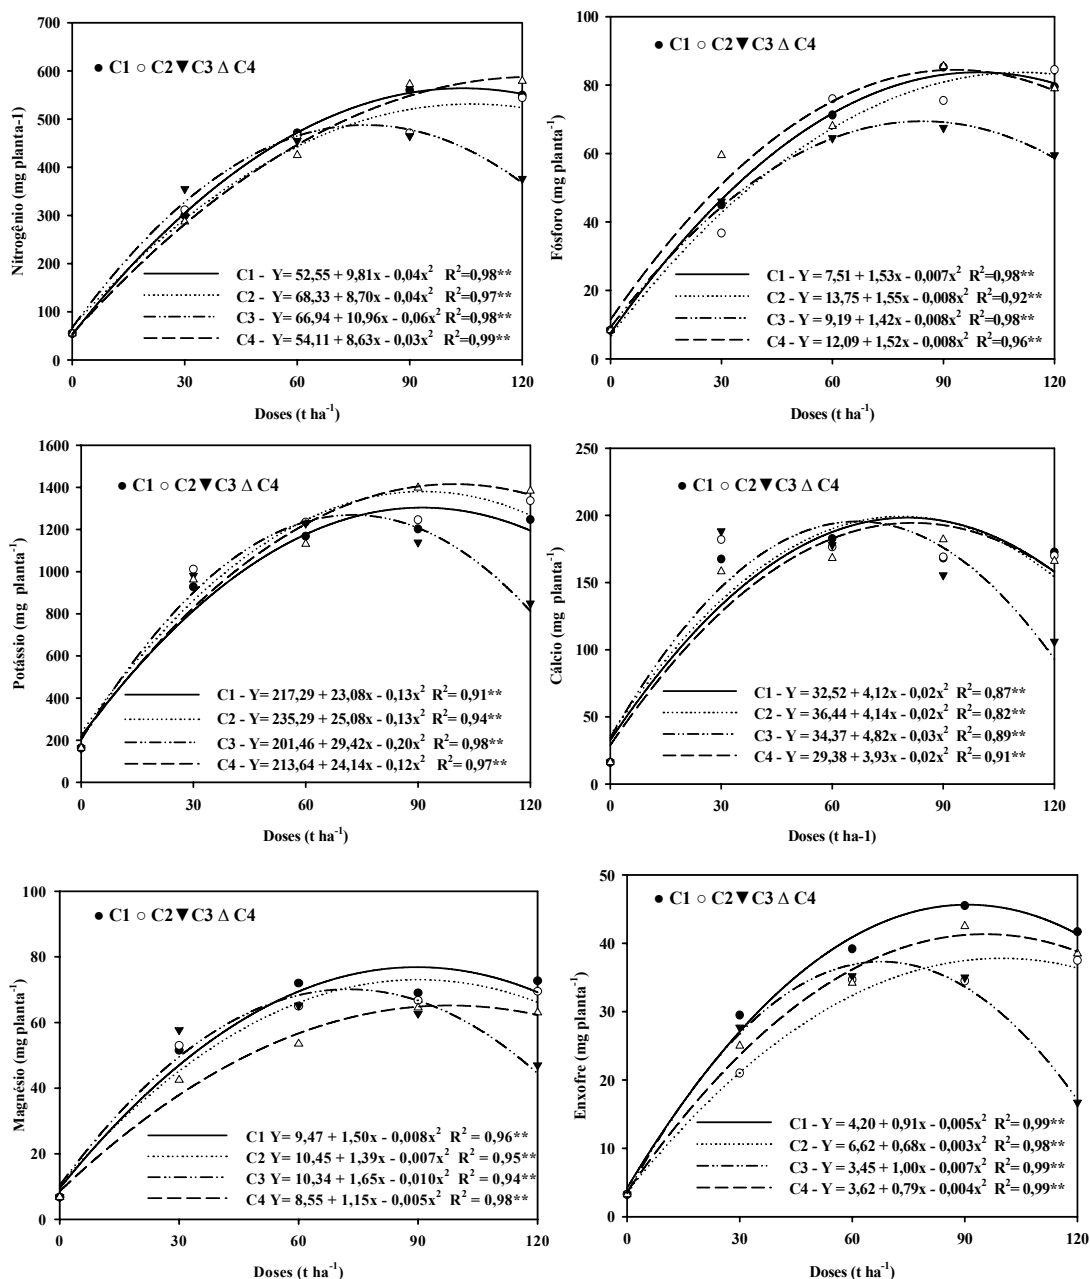 Nitrogênio (mg planta-1)
700
600
500
400
300
200
100
0
● C1 ○ C2 ▼ C3 Δ C4
C1 - Y= 52,55 + 9,81x - 0,04x² R²=0,98**
C2 - Y= 68,33 + 8,70x - 0,04x² R²=0,97**
C3 - Y= 66,94 + 10,96x - 0,06x² R²=0,98**
C4 - Y= 54,11 + 8,63x - 0,03x² R²=0,99**
0 30 60 90 120
Doses (t ha⁻¹)
Fósforo (mg planta⁻¹)
100
80
60
40
20
0
● C1 ○ C2 ▼ C3 Δ C4
C1 - Y = 7,51 + 1,53x - 0,007x² R²=0,98**
C2 - Y = 13,75 + 1,55x - 0,008x² R²=0,92**
C3 - Y = 9,19 + 1,42x - 0,008x² R²=0,98**
C4 - Y = 12,09 + 1,52x - 0,008x² R²=0,96**
0 30 60 90 120
Doses (t ha⁻¹)
Potássio (mg planta⁻¹)
1600
1400
1200
1000
800
600
400
200
0
● C1 ○ C2 ▼ C3 Δ C4
C1 - Y= 217,29 + 23,08x - 0,13x² R²= 0,91**
C2 - Y= 235,29 + 25,08x - 0,13x² R²= 0,94**
C3 - Y= 201,46 + 29,42x - 0,20x² R²= 0,98**
C4 - Y= 213,64 + 24,14x - 0,12x² R²= 0,97**
0 30 60 90 120
Doses (t ha⁻¹)
Cálcio (mg planta⁻¹)
250
200
150
100
50
0
● C1 ○ C2 ▼ C3 Δ C4
C1 - Y= 32,52 + 4,12x - 0,02x² R²= 0,87**
C2 - Y= 36,44 + 4,14x - 0,02x² R²= 0,82**
C3 - Y= 34,37 + 4,82x - 0,03x² R²= 0,89**
C4 - Y= 29,38 + 3,93x - 0,02x² R²= 0,91**
0 30 60 90 120
Doses (t ha-1)
Magnésio (mg planta⁻¹)
100
80
60
40
20
0
● C1 ○ C2 ▼ C3 Δ C4
C1 Y= 9,47 + 1,50x - 0,008x² R² = 0,96**
C2 Y= 10,45 + 1,39x - 0,007x² R² = 0,95**
C3 Y= 10,34 + 1,65x - 0,010x² R² = 0,94**
C4 Y= 8,55 + 1,15x - 0,005x² R² = 0,98**
0 30 60 90 120
Doses (t ha⁻¹)
Enxofre (mg planta⁻¹)
50
40
30
20
10
0
● C1 ○ C2 ▼ C3 Δ C4
C1 - Y= 4,20 + 0,91x - 0,005x² R²= 0,99**
C2 - Y= 6,62 + 0,68x - 0,003x² R²= 0,98**
C3 - Y= 3,45 + 1,00x - 0,007x² R²= 0,99**
C4 - Y= 3,62 + 0,79x - 0,004x² R²= 0,99**
0 30 60 90 120
Doses (t ha⁻¹)